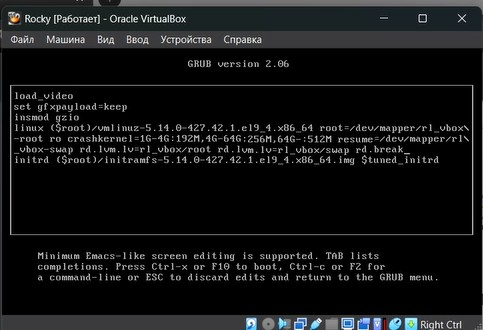 Rocky [Работает] - Oracle VirtualBox
Файл Машина Вид Ввод Устройства Справка
GRUB version 2.06
load_video
set gfxpayload=keep
insmod gzio
linux ($root)/vmlinuz-5.14.0-427.42.1.el9_4.x86_64 root=/dev/mapper/rl_vbox\
-root ro crashkernel=1G-4G:192M,4G-64G:256M,64G-:512M resume=/dev/mapper/rl\
_vbox-swap rd.lvm.lv=rl_vbox/root rd.lvm.lv=rl_vbox/swap rd.break_
initrd ($root)/initramfs-5.14.0-427.42.1.el9_4.x86_64.img $tuned_initrd
Minimum Emacs-like screen editing is supported. TAB lists
completions. Press Ctrl-x or F10 to boot, Ctrl-c or F2 for
a command-line or ESC to discard edits and return to the GRUB menu.
Right Ctrl